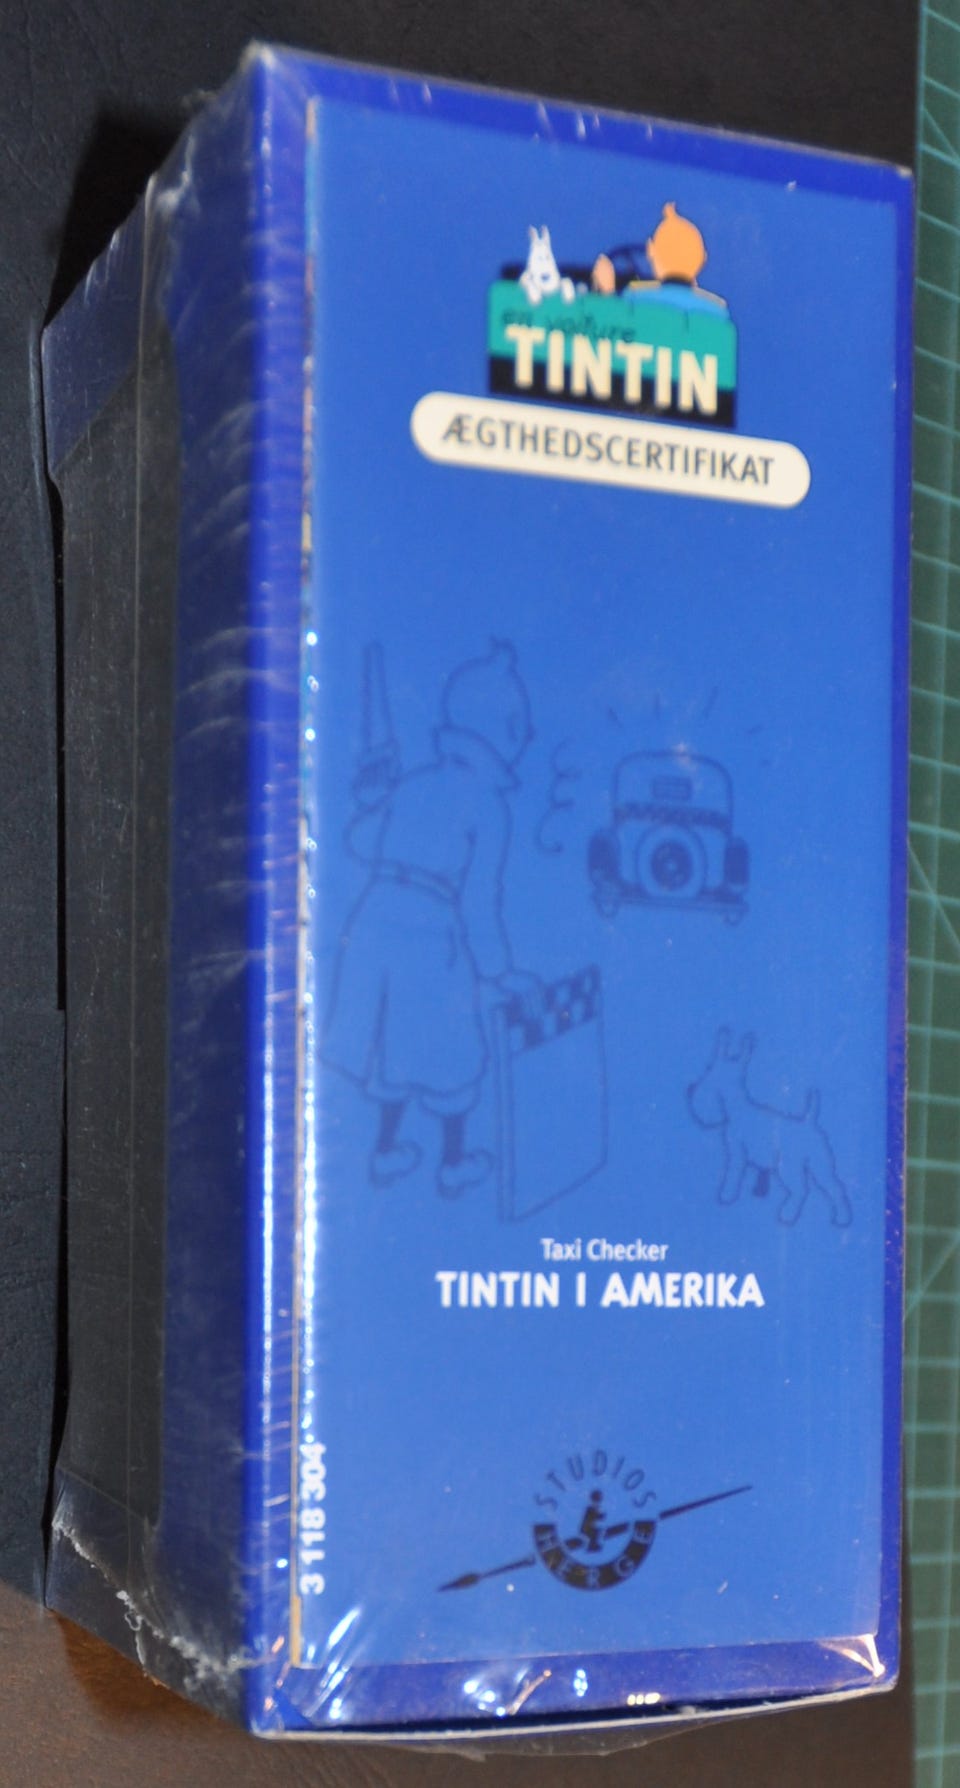 en voiture
TINTIN
ÆGTHEDSCERTIFIKAT
Taxi Checker
TINTIN I AMERIKA
3 118 304
STUDIOS
HERGE